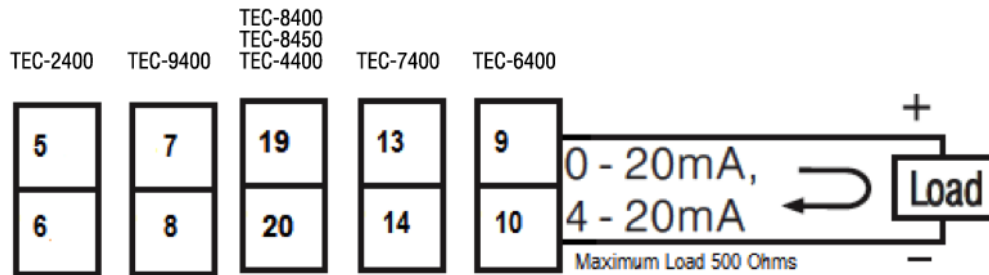 TEC-8400
TEC-8450
TEC-2400 TEC-9400 TEC-4400 TEC-7400 TEC-6400
+
5 7 19 13 9
0 - 20mA,
Load
6 8 20 14 10
4 - 20mA
Maximum Load 500 Ohms
−